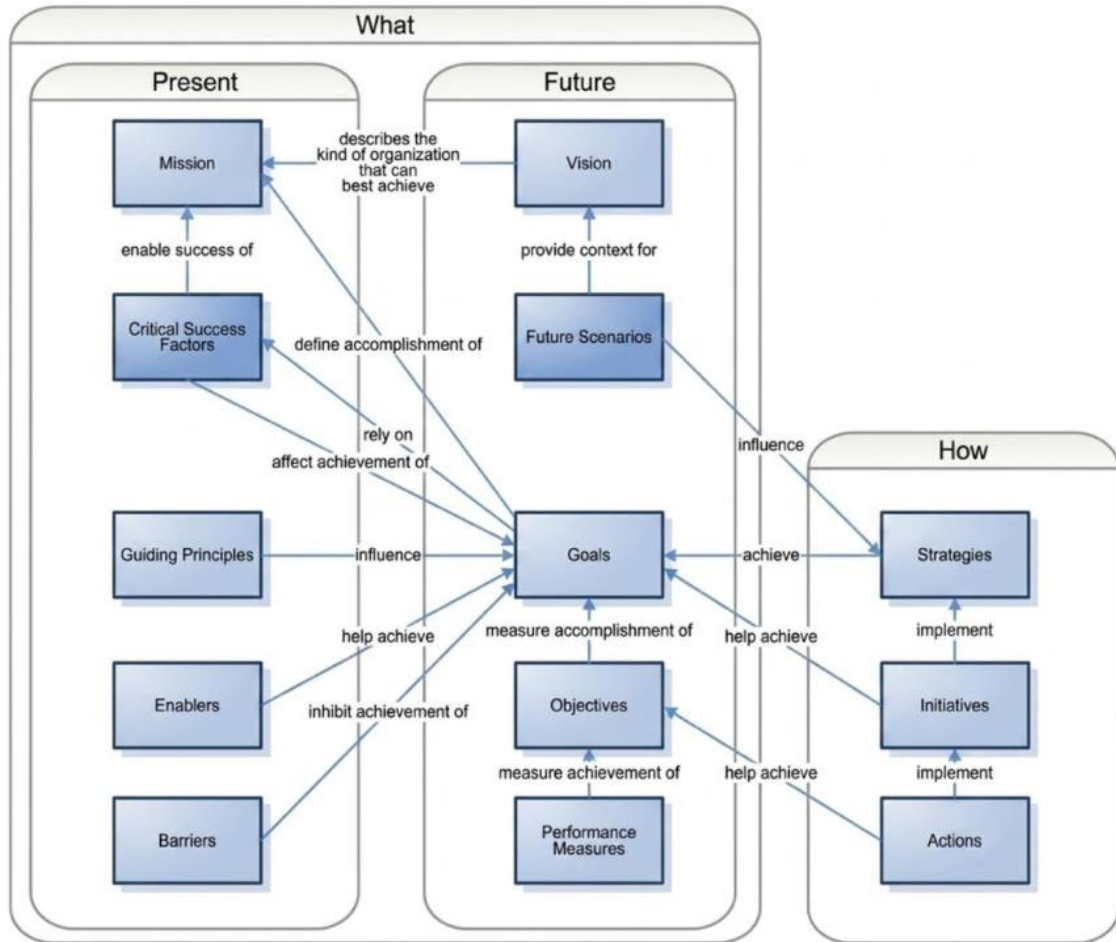 What
Present
Future
Mission
describes the
kind of organization
that can
best achieve
Vision
enable success of
provide context for
Critical Success
Factors
define accomplishment of
Future Scenarios
rely on
affect achievement of
influence
How
Guiding Principles
influence
Goals
achieve
Strategies
help achieve
measure accomplishment of
help achieve
implement
Enablers
inhibit achievement of
Objectives
Initiatives
measure achievement of
help achieve
implement
Barriers
Performance
Measures
Actions